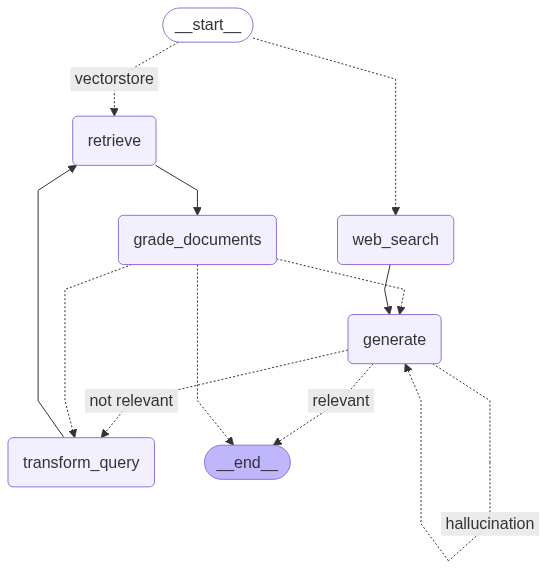 __start__
vectorstore
retrieve
grade_documents
web_search
generate
not relevant
relevant
transform_query
__end__
hallucination